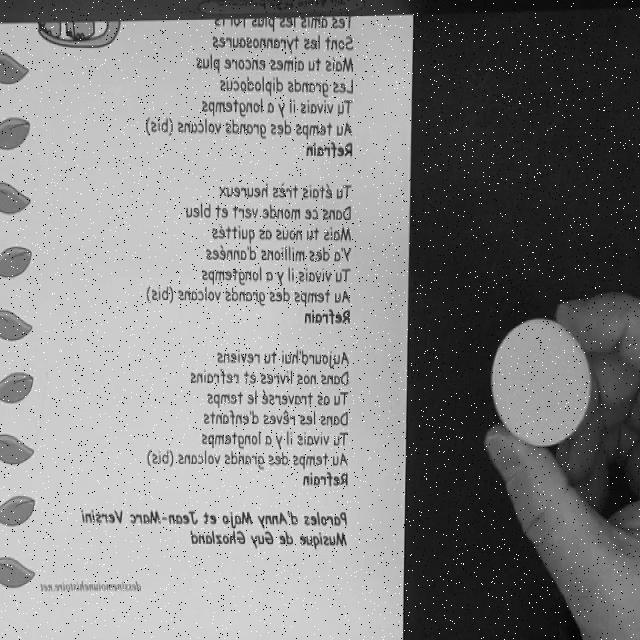 Tes amis les plus forts
Sont les tyrannosaures
Mais tu aimes encore plus
Les grands diplodocus
Tu vivais il y a longtemps
Au temps des grands volcans (bis)
Refrain
Tu étais très heureux
Dans ce monde vert et bleu
Mais tu nous as quittés
Y'a des millions d'années
Tu vivais il y a longtemps
Au temps des grands volcans (bis)
Refrain
Aujourd'hui tu reviens
Dans nos livres et refrains
Tu as traversé le temps
Dans les rêves d'enfants
Tu vivais il y a longtemps
Au temps des grands volcans (bis)
Refrain
Paroles d'Anny Majo et Jean-Marc Versini
Musique de Guy Ghozland
dessinemoiunehistoire.net